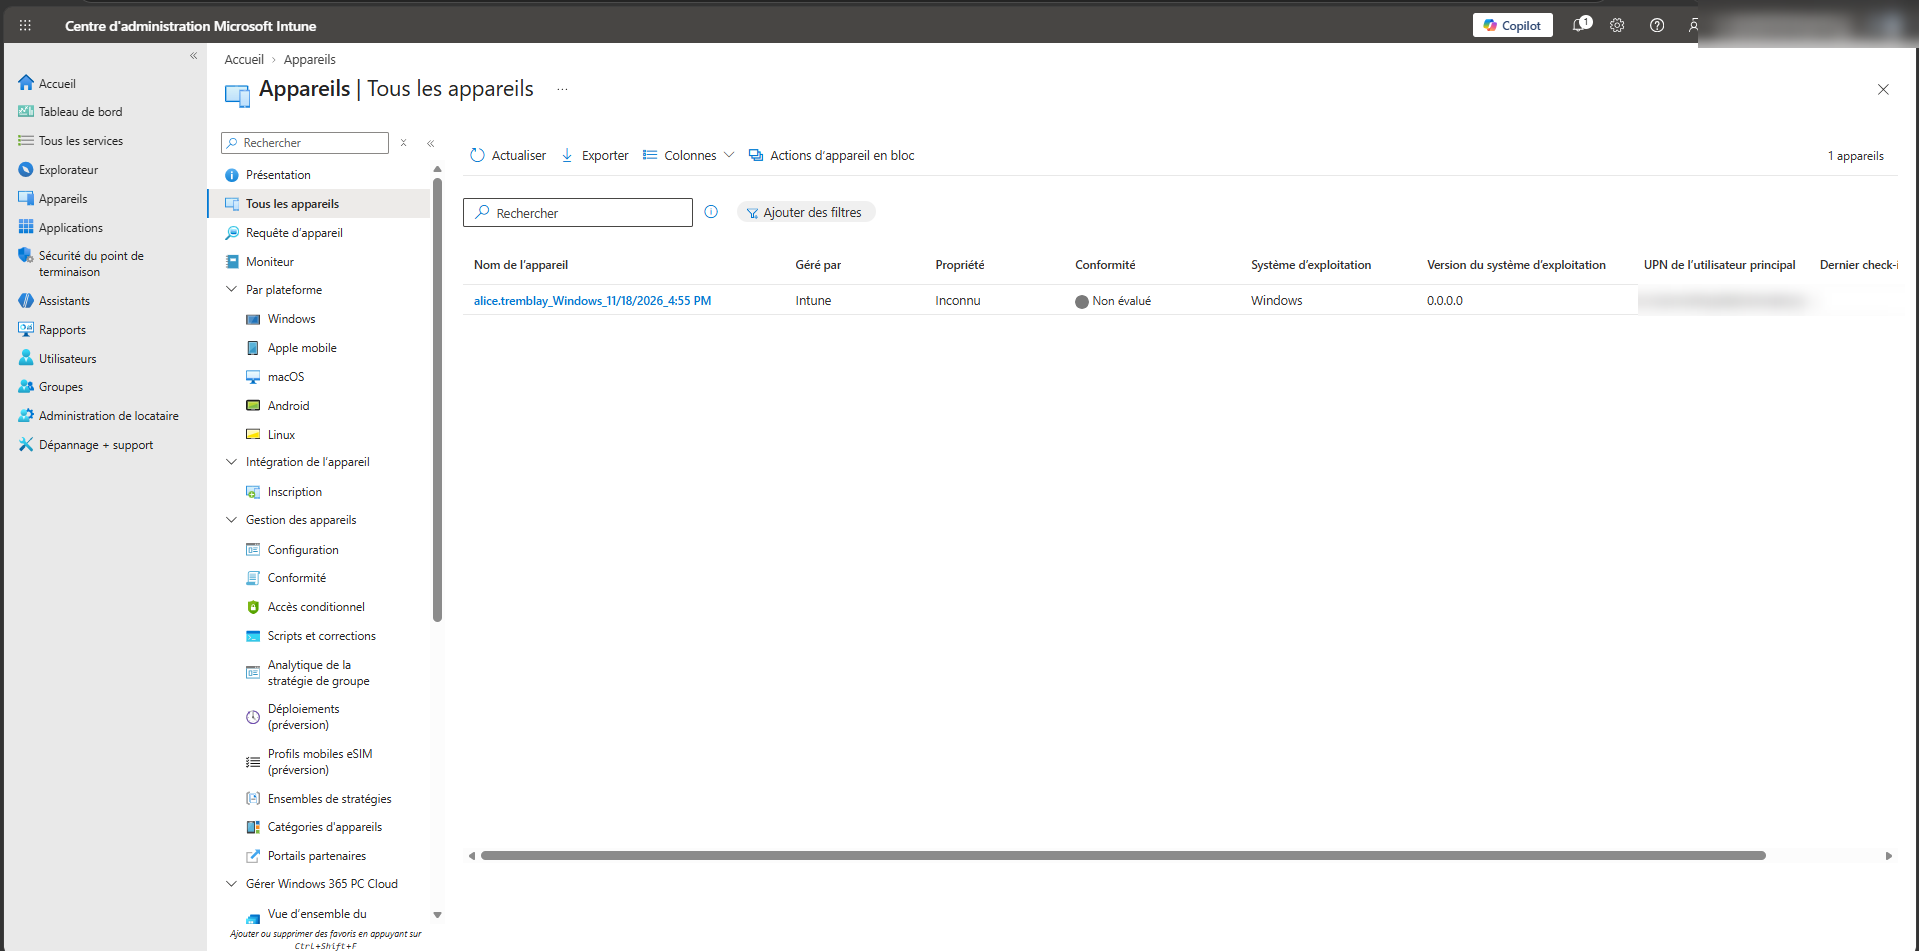 Centre d'administration Microsoft Intune
Copilot
1
Accueil
Tableau de bord
Tous les services
Explorateur
Appareils
Applications
Sécurité du point de
terminaison
Assistants
Rapports
Utilisateurs
Groupes
Administration de locataire
Dépannage + support
Accueil > Appareils
Appareils | Tous les appareils
...
Rechercher
Présentation
Tous les appareils
Requête d'appareil
Moniteur
Par plateforme
Windows
Apple mobile
macOS
Android
Linux
Intégration de l'appareil
Inscription
Gestion des appareils
Configuration
Conformité
Accès conditionnel
Scripts et corrections
Analytique de la
stratégie de groupe
Déploiements
(préversion)
Profils mobiles eSIM
(préversion)
Ensembles de stratégies
Catégories d'appareils
Portails partenaires
Gérer Windows 365 PC Cloud
Vue d'ensemble du
Ajouter ou supprimer des favoris en appuyant sur
Ctrl+Shift+F
Actualiser Exporter Colonnes Actions d'appareil en bloc 1 appareils
Rechercher Ajouter des filtres
Nom de l'appareil Géré par Propriété Conformité Système d'exploitation Version du système d'exploitation UPN de l'utilisateur principal Dernier check-i
alice.tremblay_Windows_11/18/2026_4:55 PM Intune Inconnu Non évalué Windows 0.0.0.0